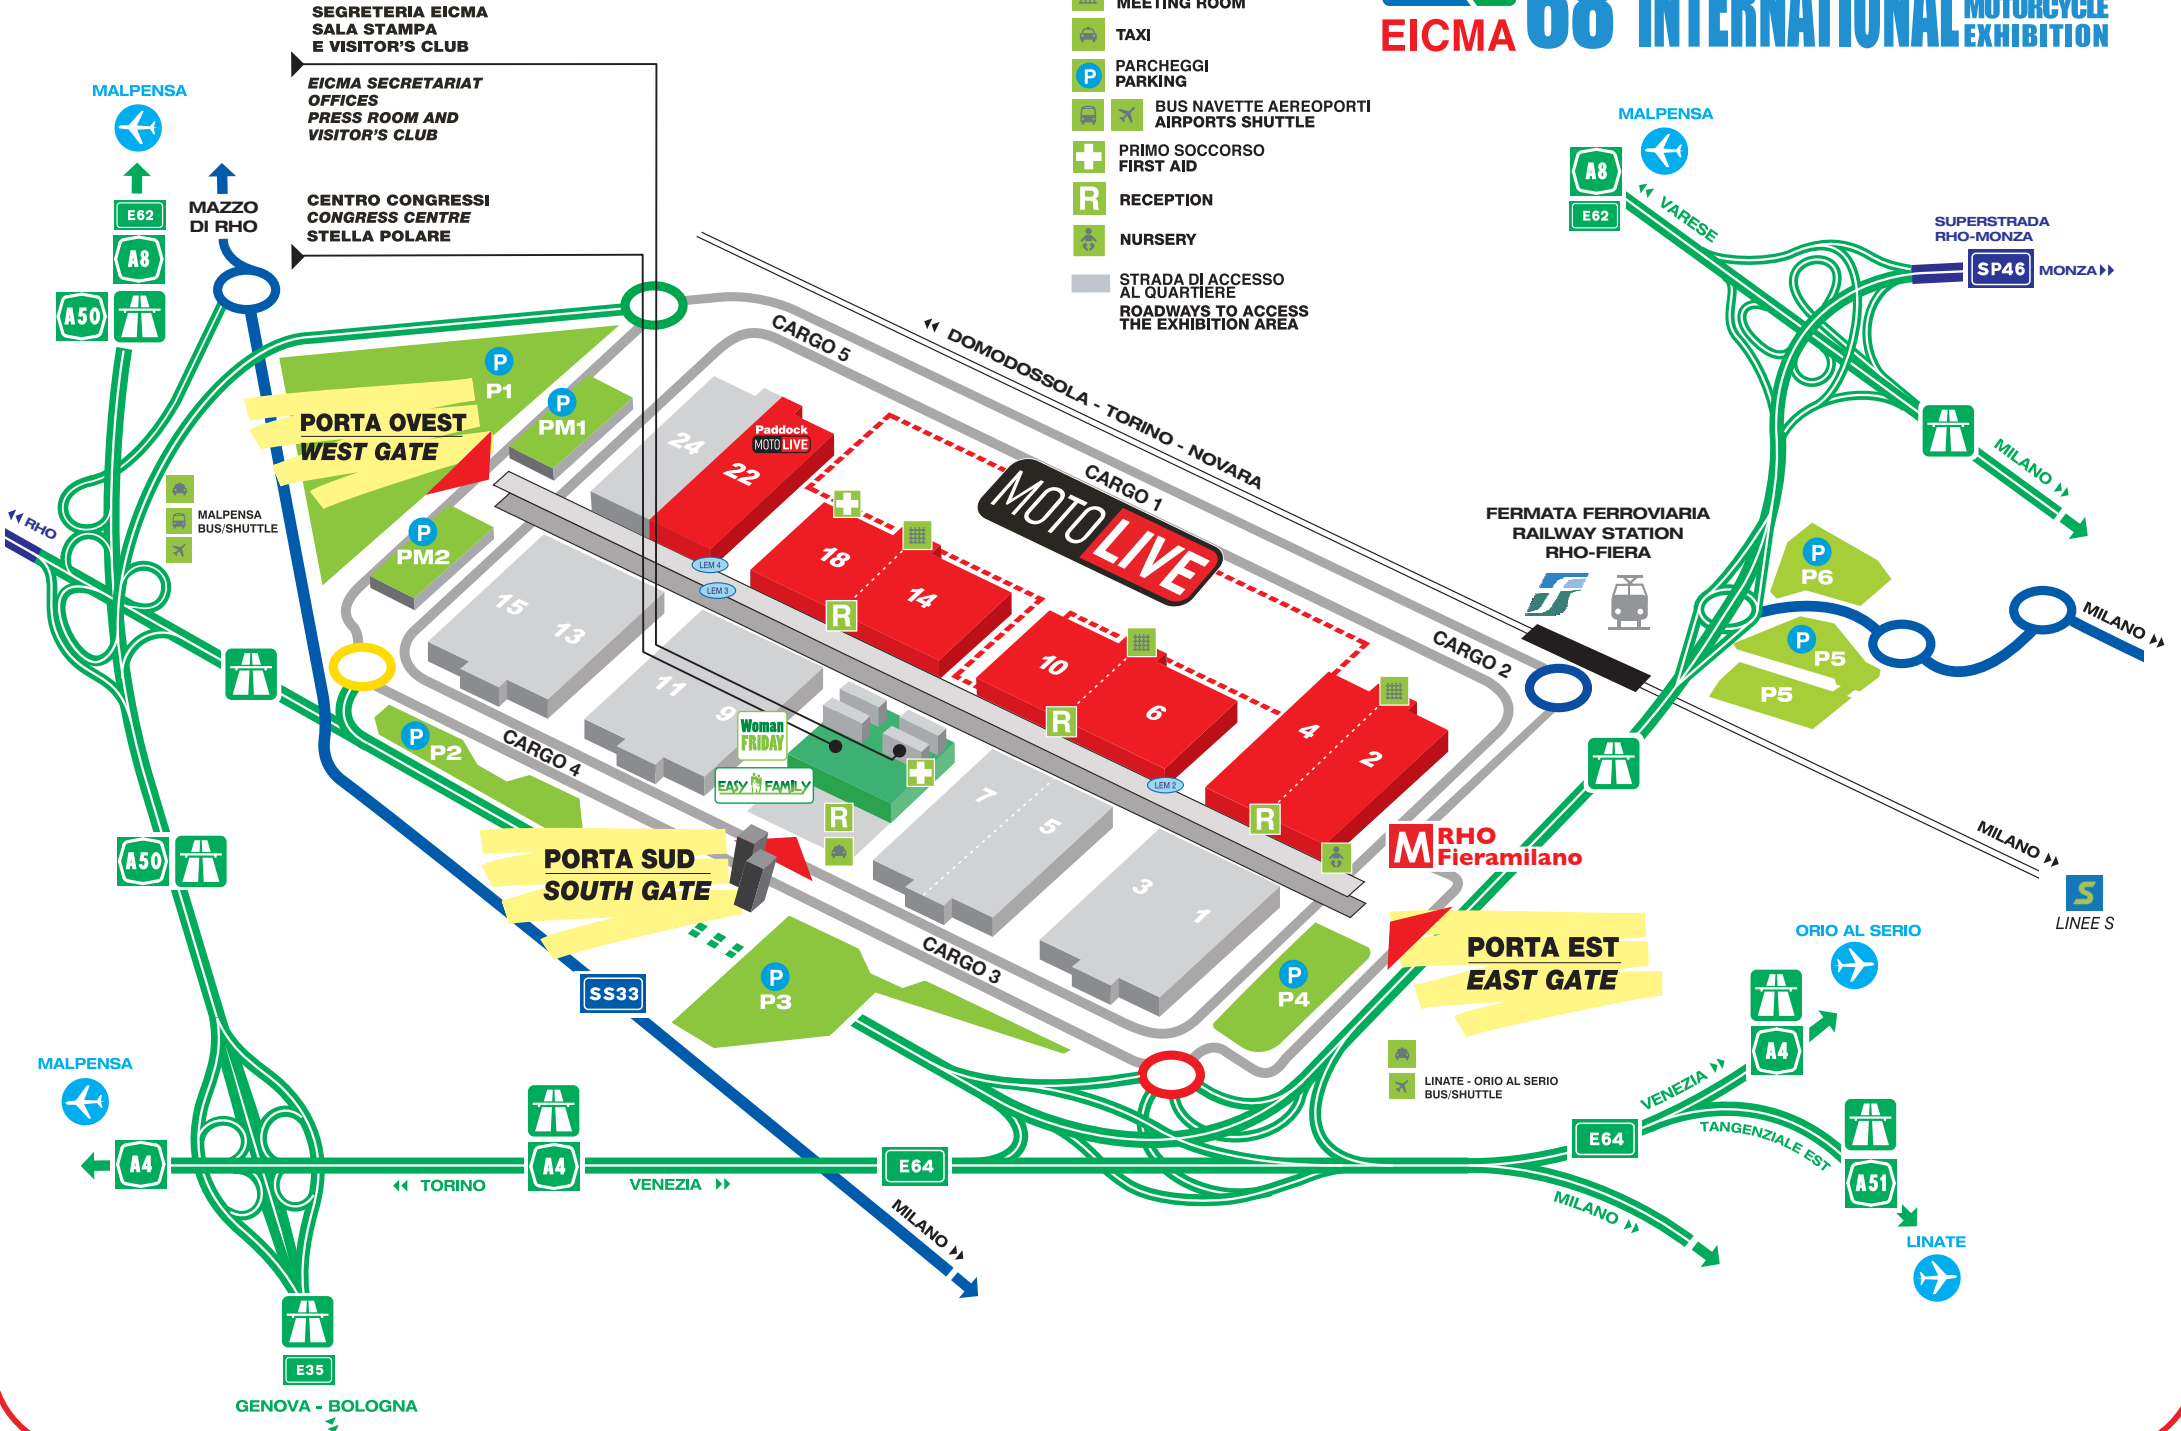 SEGRETERIA EICMA
SALA STAMPA
E VISITOR'S CLUB
EICMA SECRETARIAT
OFFICES
PRESS ROOM AND
VISITOR'S CLUB
CENTRO CONGRESSI
CONGRESS CENTRE
STELLA POLARE
MEETING ROOM
TAXI
P
PARCHEGGI
PARKING
BUS NAVETTE AEREOPORTI
AIRPORTS SHUTTLE
PRIMO SOCCORSO
FIRST AID
R
RECEPTION
NURSERY
STRADA DI ACCESSO
AL QUARTIERE
ROADWAYS TO ACCESS
THE EXHIBITION AREA
EICMA
68 INTERNATIONAL
MOTORCYCLE
EXHIBITION
MALPENSA
E62
A8
A50
MAZZO
DI RHO
MALPENSA
A8
E62
VARESE
SUPERSTRADA
RHO-MONZA
SP46
MONZA
MILANO
CARGO 5
DOMODOSSOLA - TORINO - NOVARA
CARGO 1
CARGO 2
P
P1
P
PM1
PORTA OVEST
WEST GATE
P
PM2
MALPENSA
BUS/SHUTTLE
RHO
24
22
Paddock
MOTO LIVE
MOTO LIVE
18
14
R
LEM 4
LEM 3
15
13
11
9
10
6
R
4
2
R
LEM 2
FERMATA FERROVIARIA
RAILWAY STATION
RHO-FIERA
P
P6
P
P5
P5
MILANO
Woman
FRIDAY
EASY FAMILY
R
7
5
3
1
P
P2
CARGO 4
PORTA SUD
SOUTH GATE
M
RHO
Fieramilano
MILANO
S
LINEE S
A50
SS33
P
P3
CARGO 3
P
P4
PORTA EST
EAST GATE
LINATE - ORIO AL SERIO
BUS/SHUTTLE
ORIO AL SERIO
A4
VENEZIA
E64
TANGENZIALE EST
A51
LINATE
MILANO
MALPENSA
A4
TORINO
A4
VENEZIA
E64
MILANO
E35
GENOVA - BOLOGNA